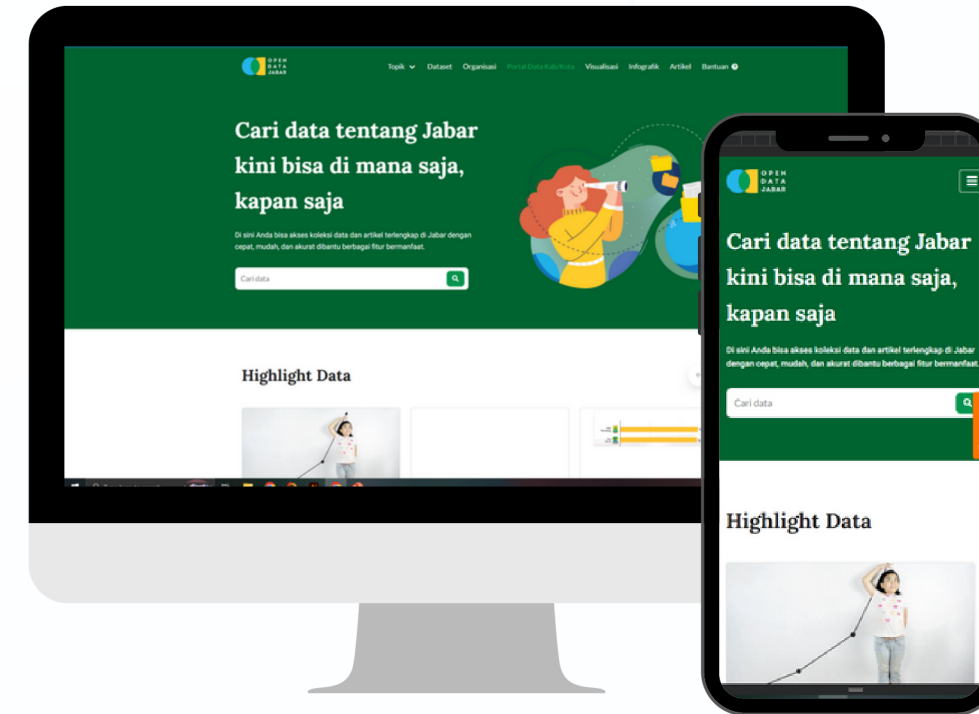 OPEN
DATA
JABAR
Topik Dataset Organisasi Portal Data Kab/Kota Visualisasi Infografik Artikel Bantuan
Cari data tentang Jabar
kini bisa di mana saja,
kapan saja
Di sini Anda bisa akses koleksi data dan artikel terlengkap di Jabar dengan
cepat, mudah, dan akurat dibantu berbagai fitur bermanfaat.
Cari data
Highlight Data
OPEN
DATA
JABAR
Cari data tentang Jabar
kini bisa di mana saja,
kapan saja
Di sini Anda bisa akses koleksi data dan artikel terlengkap di Jabar
dengan cepat, mudah, dan akurat dibantu berbagai fitur bermanfaat.
Cari data
Highlight Data